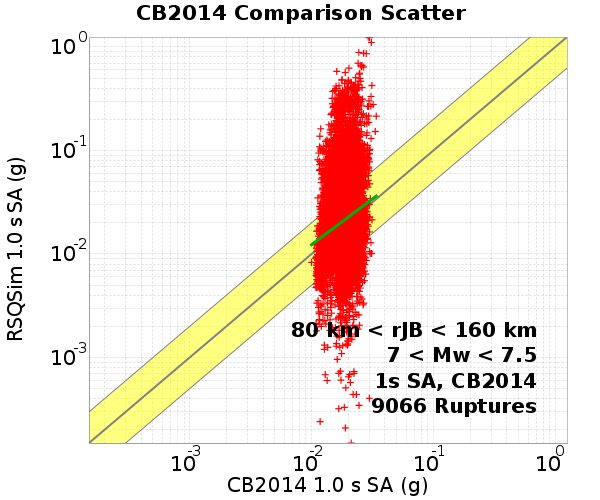 CB2014 Comparison Scatter
RSQSim 1.0 s SA (g)
10^0
10^-1
10^-2
10^-3
80 km < rJB < 160 km
7 < Mw < 7.5
1s SA, CB2014
9066 Ruptures
10^-3 10^-2 10^-1 10^0
CB2014 1.0 s SA (g)